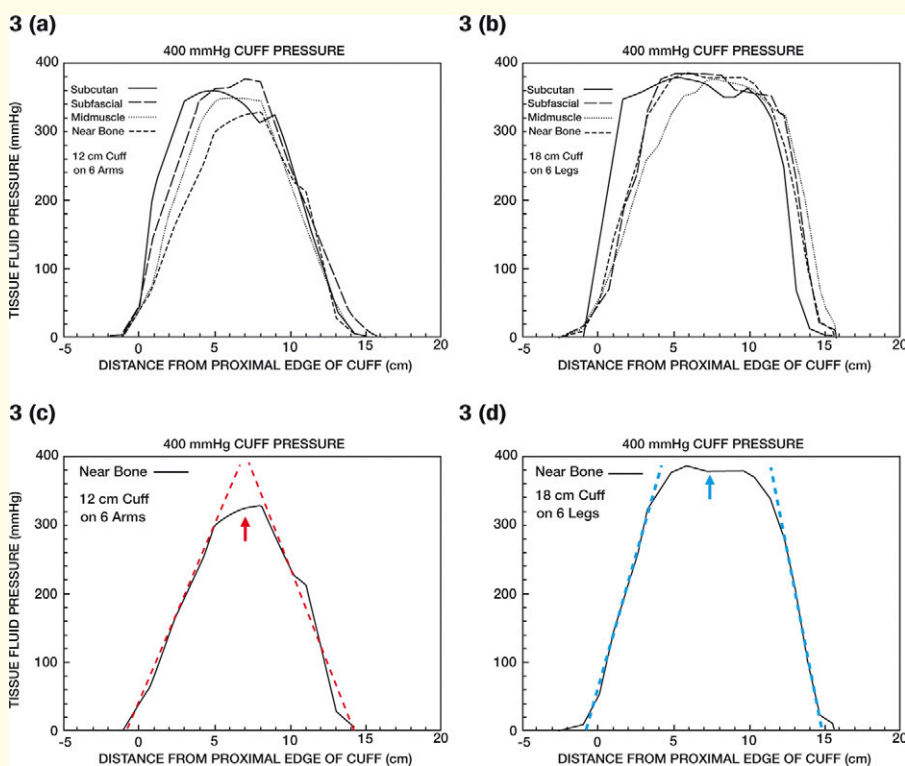 3 (a)
400 mmHG CUFF PRESSURE
TISSUE FLUID PRESSURE (mmHg)
400
300
200
100
0
Subcutan
Subfascial
Midmuscle
Near Bone
12 cm Cuff
on 6 Arms
-5 0 5 10 15 20
DISTANCE FROM PROXIMAL EDGE OF CUFF (cm)
3 (b)
400 mmHg CUFF PRESSURE
400
300
200
100
0
Subcutan
Subfascial
Midmuscle
Near Bone
18 cm Cuff
on 6 Legs
-5 0 5 10 15 20
DISTANCE FROM PROXIMAL EDGE OF CUFF (cm)
3 (c)
400 mmHG CUFF PRESSURE
TISSUE FLUID PRESSURE (mmHg)
400
300
200
100
0
Near Bone
12 cm Cuff
on 6 Arms
-5 0 5 10 15 20
DISTANCE FROM PROXIMAL EDGE OF CUFF (cm)
3 (d)
400 mmHG CUFF PRESSURE
400
300
200
100
0
Near Bone
18 cm Cuff
on 6 Legs
-5 0 5 10 15 20
DISTANCE FROM PROXIMAL EDGE OF CUFF (cm)